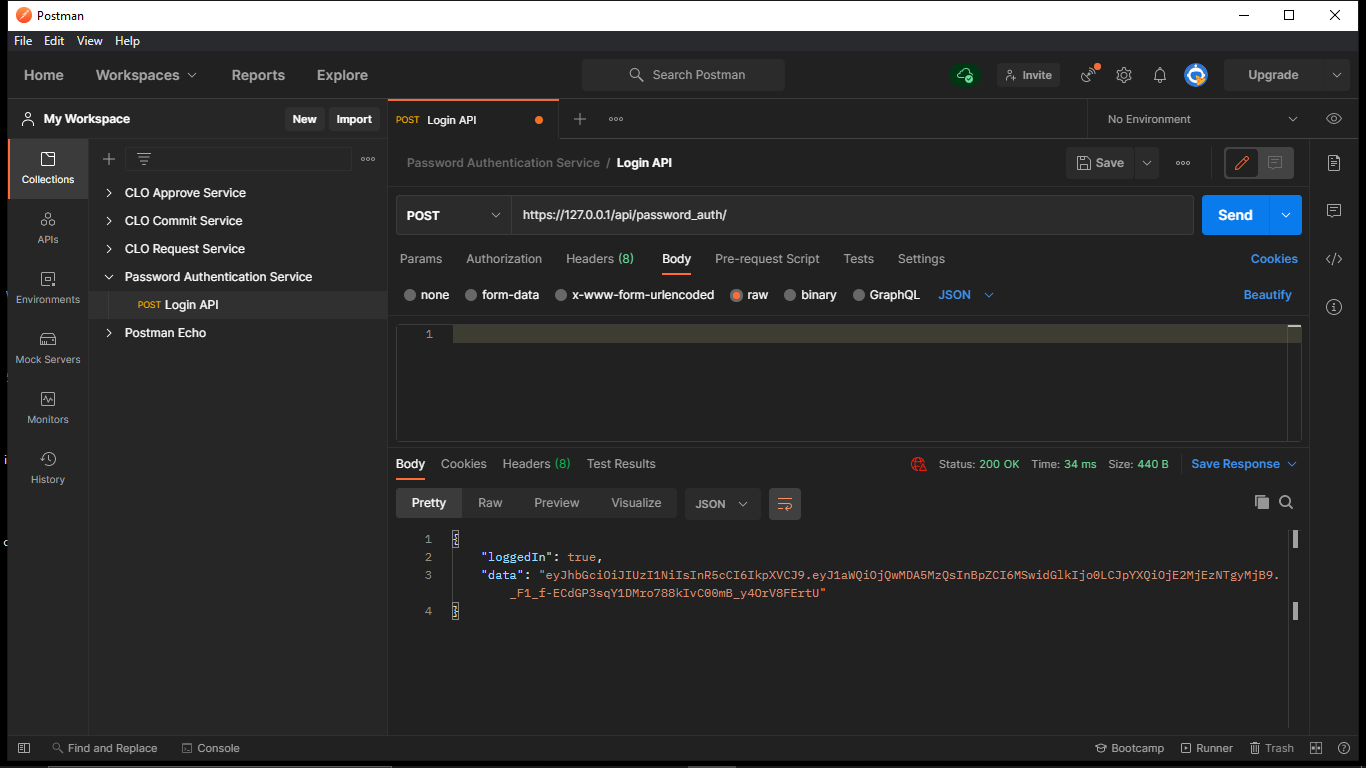 Postman
File Edit View Help
Home Workspaces Reports Explore Search Postman Invite Upgrade
My Workspace New Import POST Login API No Environment
Collections
APIs
Environments
Mock Servers
Monitors
History
CLO Approve Service
CLO Commit Service
CLO Request Service
Password Authentication Service
POST Login API
Postman Echo
Password Authentication Service / Login API Save
POST https://127.0.0.1/api/password_auth/ Send
Params Authorization Headers (8) Body Pre-request Script Tests Settings Cookies
none form-data x-www-form-urlencoded raw binary GraphQL JSON Beautify
1
Body Cookies Headers (8) Test Results Status: 200 OK Time: 34 ms Size: 440 B Save Response
Pretty Raw Preview Visualize JSON
1 {
2 "loggedIn": true,
3 "data": "eyJhbGciOiJIUzI1NiIsInR5cCI6IkpXVCJ9.eyJ1aWQiOjQwMDA5MzQsInBpZCI6MSwidGlkIjo0LCJpYXQiOjE2MjEzNTgyMjB9.
_F1_f-ECdGP3sqY1DMro788kIvC00mB_y4OrV8FErtU"
4 }
Find and Replace Console Bootcamp Runner Trash